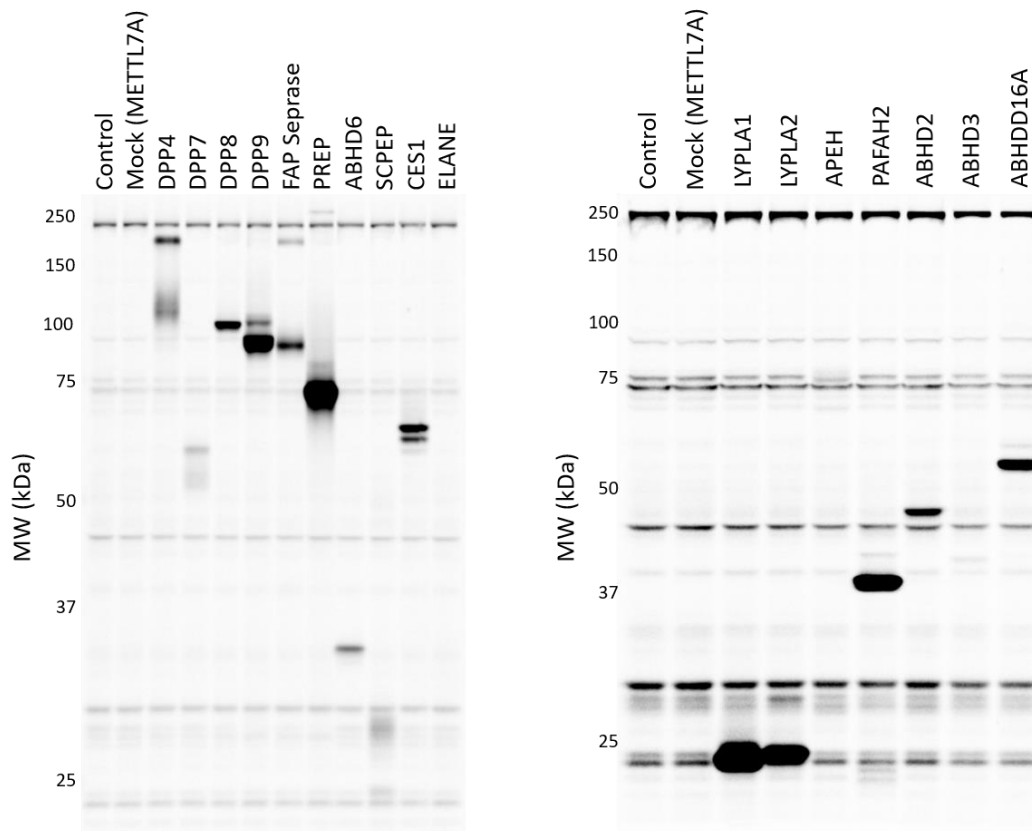 Control
Mock (METTL7A)
DPP4
DPP7
DPP8
DPP9
FAP Seprase
PREP
ABHD6
SCPEP
CES1
ELANE
250
150
100
75
50
37
25
MW (kDa)
Control
Mock (METTL7A)
LYPLA1
LYPLA2
APEH
PAFAH2
ABHD2
ABHD3
ABHDD16A
250
150
100
75
50
37
25
MW (kDa)